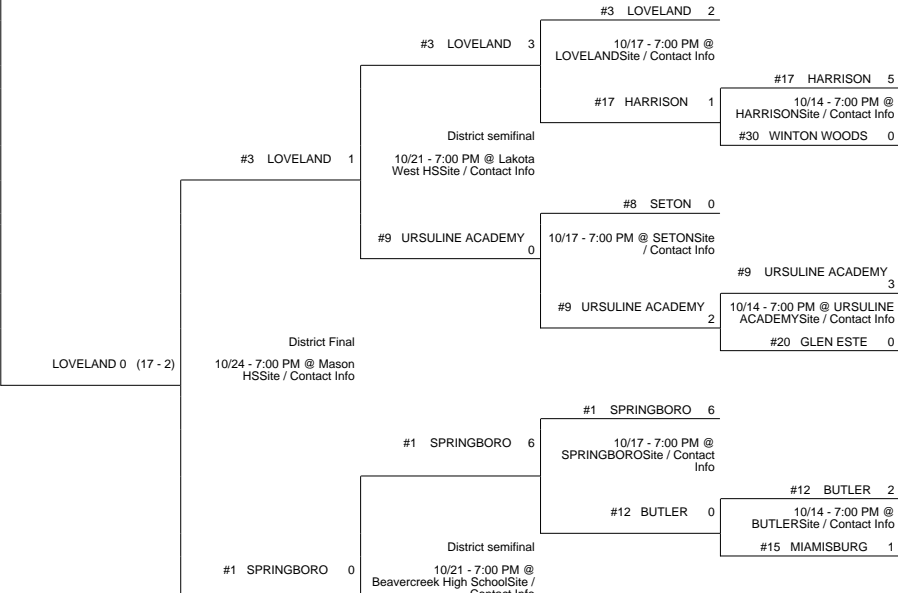 #3 LOVELAND 2
#3 LOVELAND 3
10/17 - 7:00 PM @
LOVELANDSite / Contact Info
#17 HARRISON 5
#17 HARRISON 1
10/14 - 7:00 PM @
HARRISONSite / Contact Info
#30 WINTON WOODS 0
District semifinal
#3 LOVELAND 1
10/21 - 7:00 PM @ Lakota
West HSSite / Contact Info
#8 SETON 0
#9 URSULINE ACADEMY
0
10/17 - 7:00 PM @ SETONSite
/ Contact Info
#9 URSULINE ACADEMY
3
#9 URSULINE ACADEMY
2
10/14 - 7:00 PM @ URSULINE
ACADEMYSite / Contact Info
#20 GLEN ESTE 0
District Final
LOVELAND 0 (17 - 2)
10/24 - 7:00 PM @ Mason
HSSite / Contact Info
#1 SPRINGBORO 6
#1 SPRINGBORO 6
10/17 - 7:00 PM @
SPRINGBOROSite / Contact
Info
#12 BUTLER 2
#12 BUTLER 0
10/14 - 7:00 PM @
BUTLERSite / Contact Info
#15 MIAMISBURG 1
District semifinal
#1 SPRINGBORO 0
10/21 - 7:00 PM @
Beavercreek High SchoolSite /
Contact Info